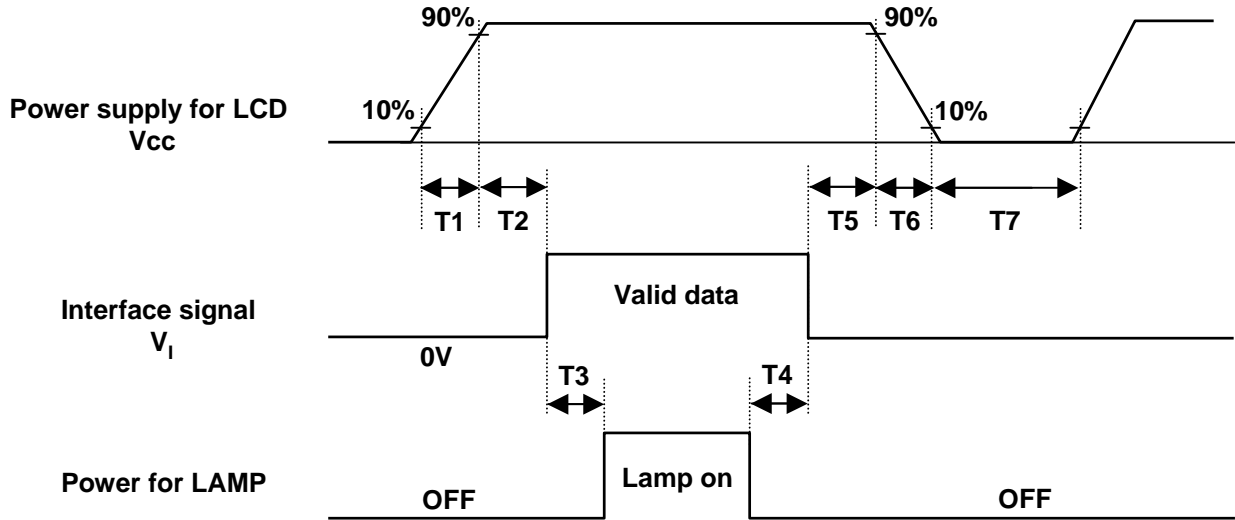 90% 90%
Power supply for LCD
Vcc
10% 10%
T1 T2 T5 T6 T7
Interface signal
V_I
Valid data
0V
T3 T4
Power for LAMP
OFF Lamp on OFF